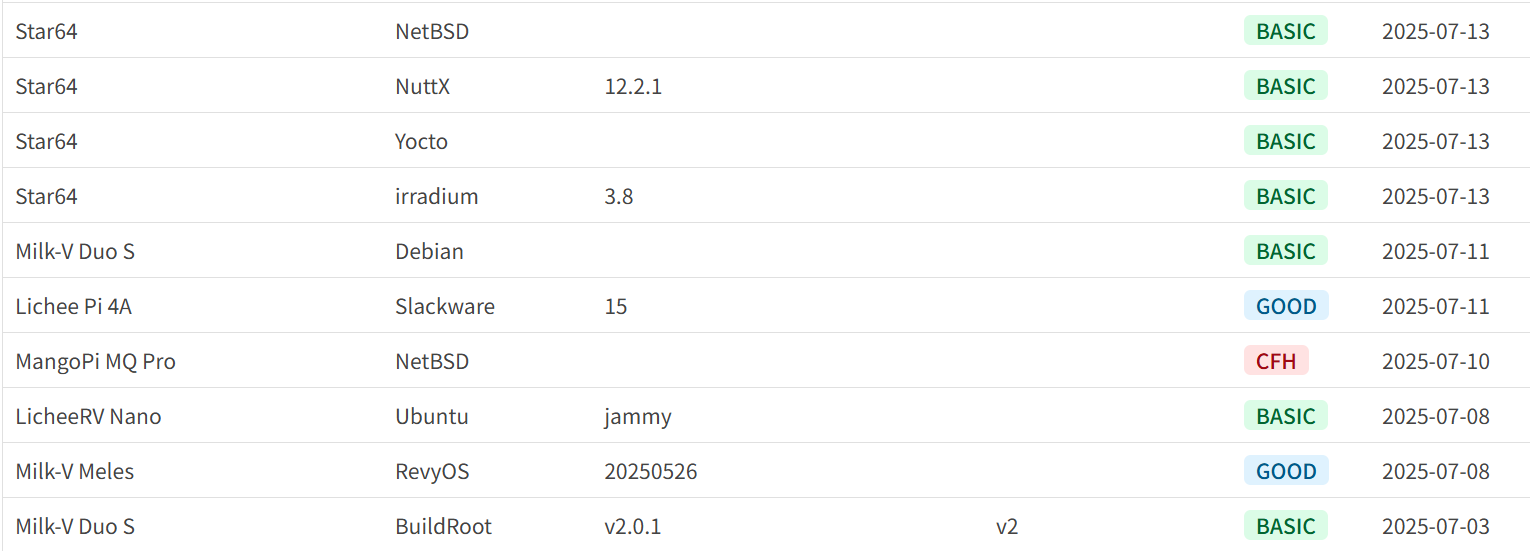 Star64 NetBSD BASIC 2025-07-13
Star64 NuttX 12.2.1 BASIC 2025-07-13
Star64 Yocto BASIC 2025-07-13
Star64 irradium 3.8 BASIC 2025-07-13
Milk-V Duo S Debian BASIC 2025-07-11
Lichee Pi 4A Slackware 15 GOOD 2025-07-11
MangoPi MQ Pro NetBSD CFH 2025-07-10
LicheeRV Nano Ubuntu jammy BASIC 2025-07-08
Milk-V Meles RevyOS 20250526 GOOD 2025-07-08
Milk-V Duo S BuildRoot v2.0.1 v2 BASIC 2025-07-03